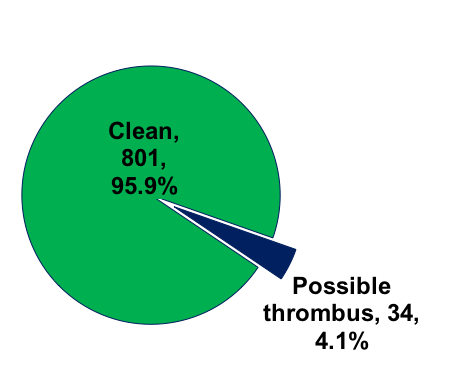 Clean,
801,
95.9%
Possible
thrombus, 34,
4.1%